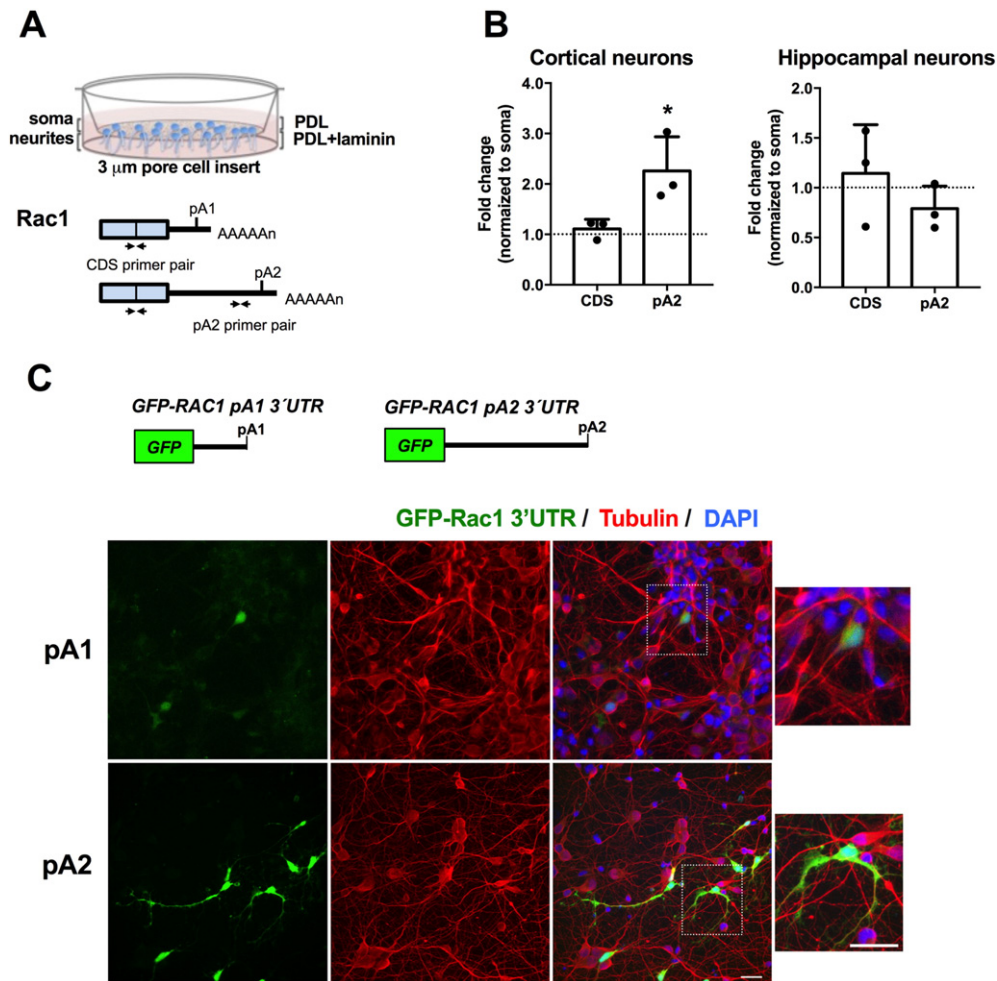 A
soma
neurites
PDL
PDL+laminin
3 μm pore cell insert
Rac1
pA1
AAAAAn
CDS primer pair
pA2
AAAAAn
pA2 primer pair
B
Cortical neurons
Fold change
(normaized to soma)
4.0
3.0
2.0
1.0
0.0
*
CDS
pA2
Hippocampal neurons
Fold change
(normaized to soma)
2.0
1.5
1.0
0.5
0.0
CDS
pA2
C
GFP-RAC1 pA1 3´UTR
pA1
GFP
GFP-RAC1 pA2 3´UTR
pA2
GFP
GFP-Rac1 3’UTR / Tubulin / DAPI
pA1
pA2